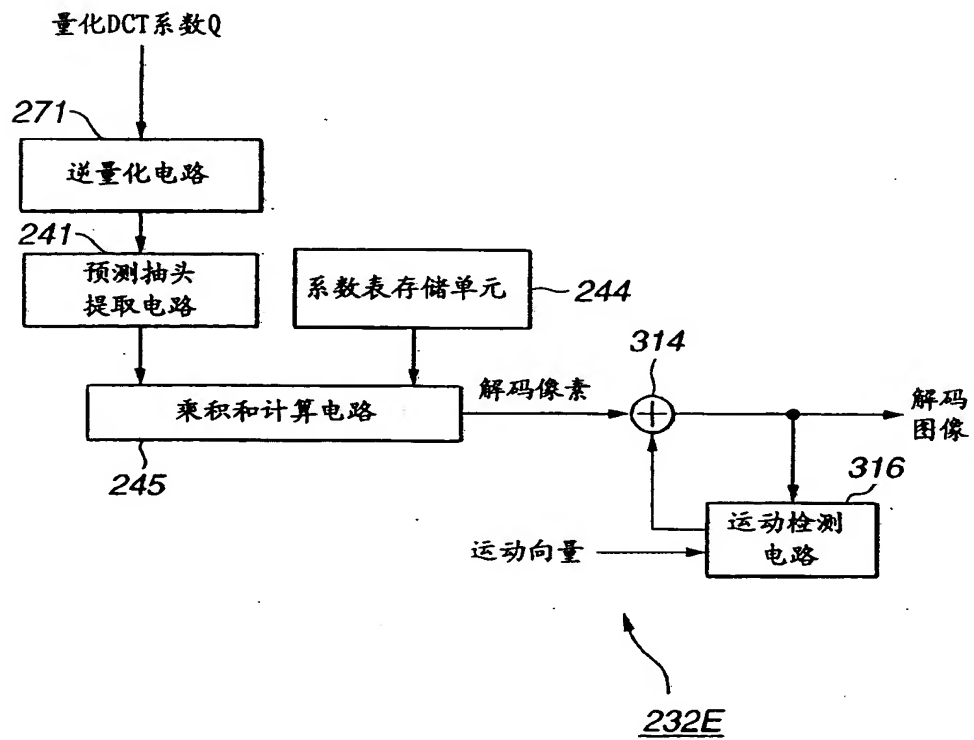 量化DCT系数Q
271
逆量化电路
241
预测抽头
提取电路
系数表存储单元
244
乘积和计算电路
245
解码像素
314
解码
图像
316
运动检测
电路
运动向量
232E